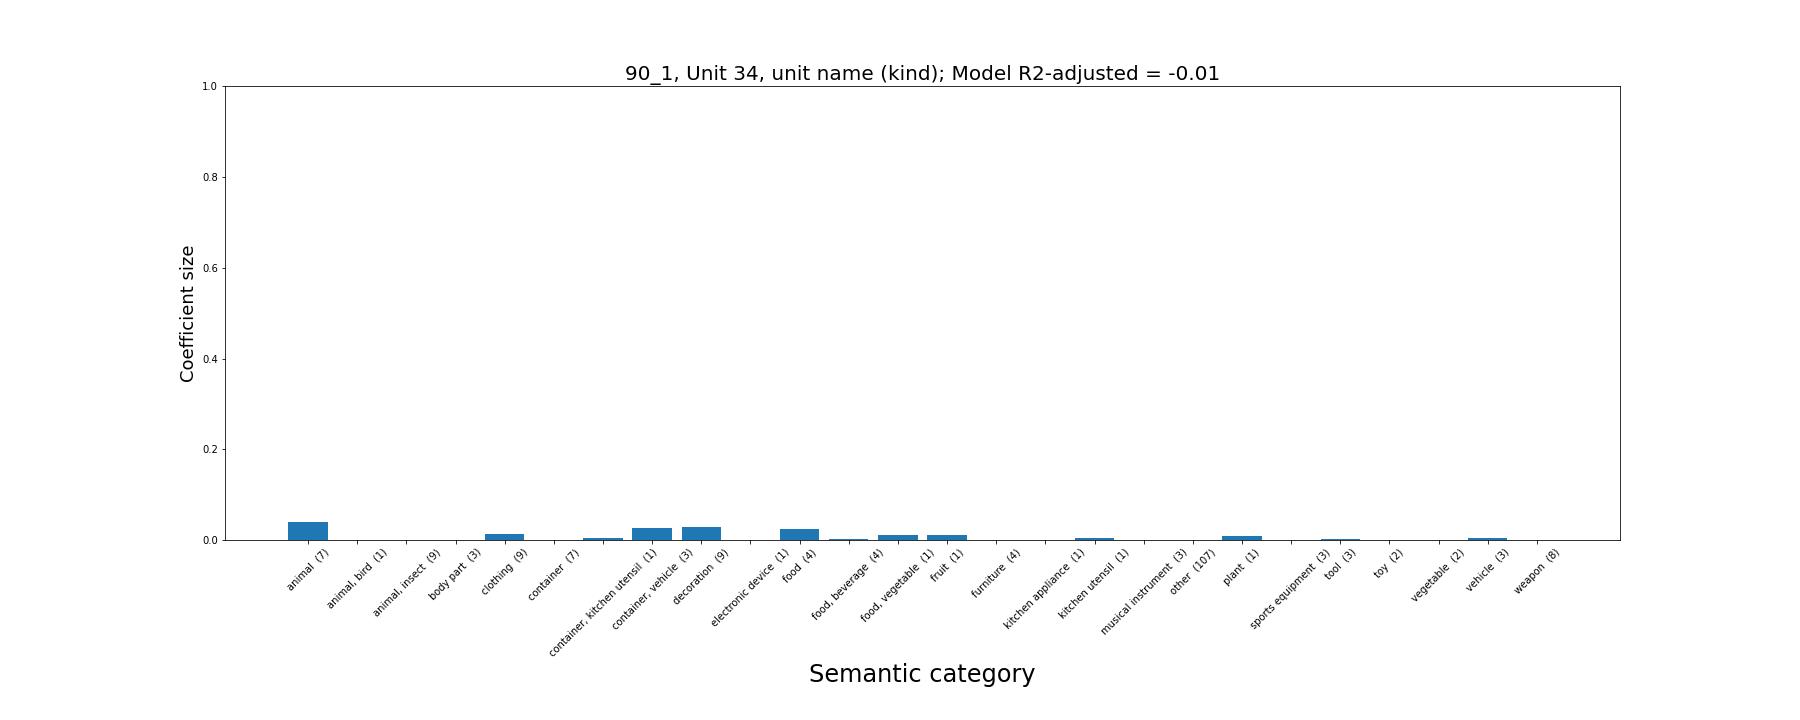 90_1, Unit 34, unit name (kind); Model R2-adjusted = -0.01
Coefficient size
1.0
0.8
0.6
0.4
0.2
0.0
animal (7)
animal, bird (1)
animal, insect (9)
body part (3)
clothing (9)
container (7)
container, kitchen utensil (1)
container, vehicle (3)
decoration (9)
electronic device (1)
food (4)
food, beverage (4)
food, vegetable (1)
fruit (1)
furniture (4)
kitchen appliance (1)
kitchen utensil (1)
musical instrument (3)
other (107)
plant (1)
sports equipment (3)
tool (3)
toy (2)
vegetable (2)
vehicle (3)
weapon (8)
Semantic category